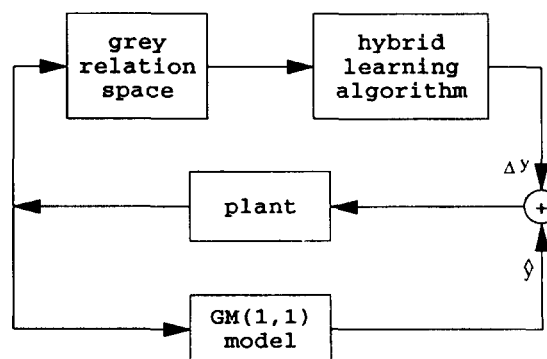 grey
relation
space
hybrid
learning
algorithm
Δy
plant
+
ŷ
GM(1,1)
model